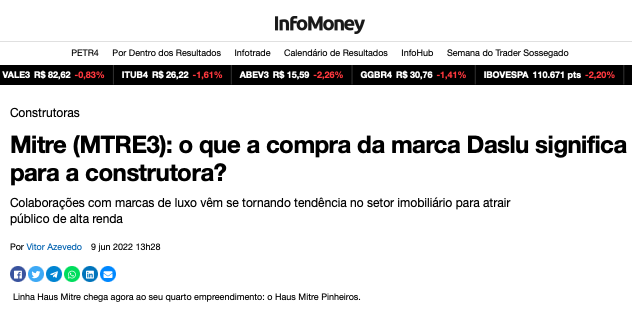 InfoMoney
PETR4 Por Dentro dos Resultados Infotrade Calendário de Resultados InfoHub Semana do Trader Sossegado
VALE3 R$ 82,62 -0,83% ITUB4 R$ 26,22 -1,61% ABEV3 R$ 15,59 -2,26% GGBR4 R$ 30,76 -1,41% IBOVESPA 110.671 pts -2,20%
Construtoras
Mitre (MTRE3): o que a compra da marca Daslu significa
para a construtora?
Colaborações com marcas de luxo vêm se tornando tendência no setor imobiliário para atrair
público de alta renda
Por Vitor Azevedo 9 jun 2022 13h28
Linha Haus Mitre chega agora ao seu quarto empreendimento: o Haus Mitre Pinheiros.